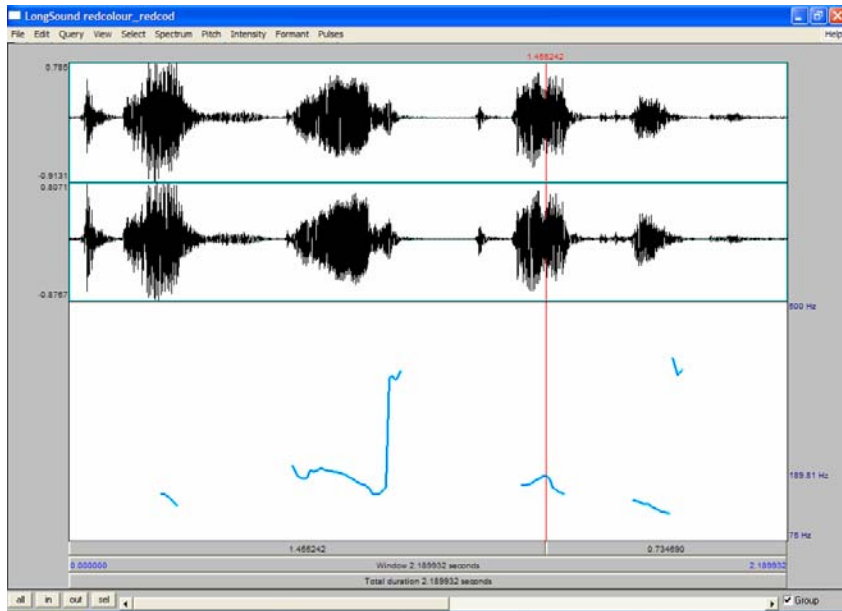 LongSound redcolour_redcod
File Edit Query View Select Spectrum Pitch Intensity Formant Pulses Help
1.466242
0.786
-0.9131
0.8071
-0.8767
500 Hz
189.81 Hz
75 Hz
1.466242 0.734690
0.000000 Window 2.189932 seconds 2.189932
Total duration 2.189932 seconds
all in out sel Group